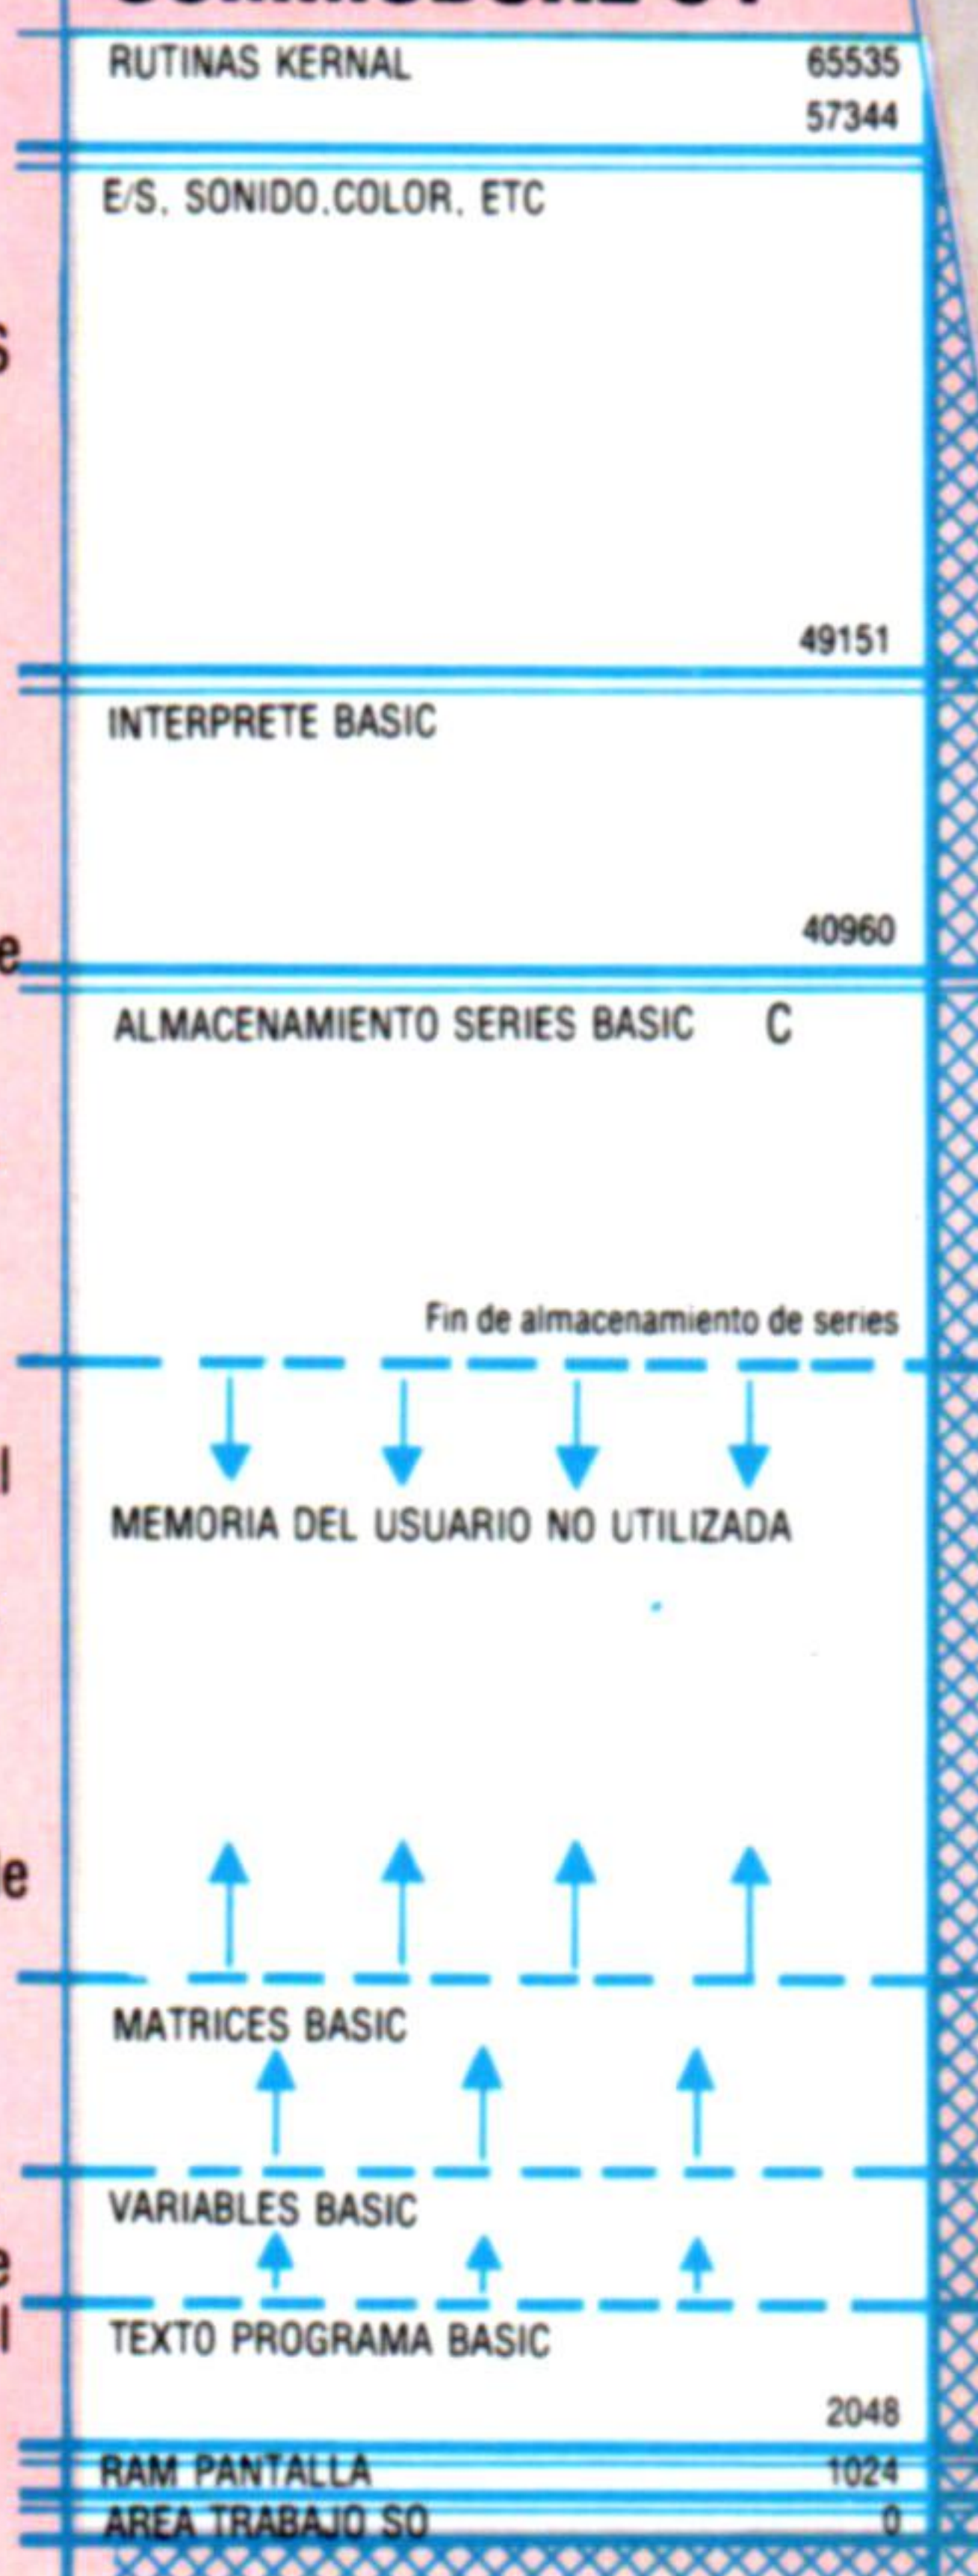 RUTINAS KERNAL 65535
57344
E/S. SONIDO.COLOR. ETC
49151
INTERPRETE BASIC
40960
ALMACENAMIENTO SERIES BASIC C
Fin de almacenamiento de series
MEMORIA DEL USUARIO NO UTILIZADA
MATRICES BASIC
VARIABLES BASIC
TEXTO PROGRAMA BASIC
2048
RAM PANTALLA 1024
AREA TRABAJO SO 0